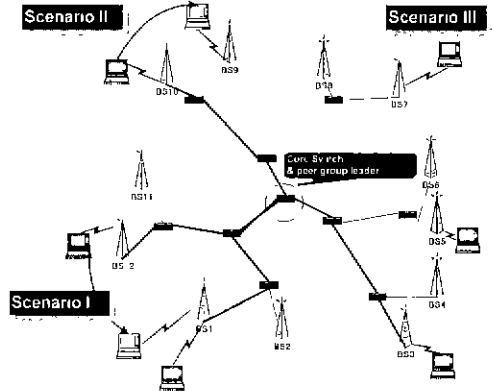 Scenario II
Scenario III
BS9
BS10
BS8
BS7
Core Switch
& peer group leader
BS6
BS11
BS5
BS12
Scenario I
BS1
BS4
BS2
BS3